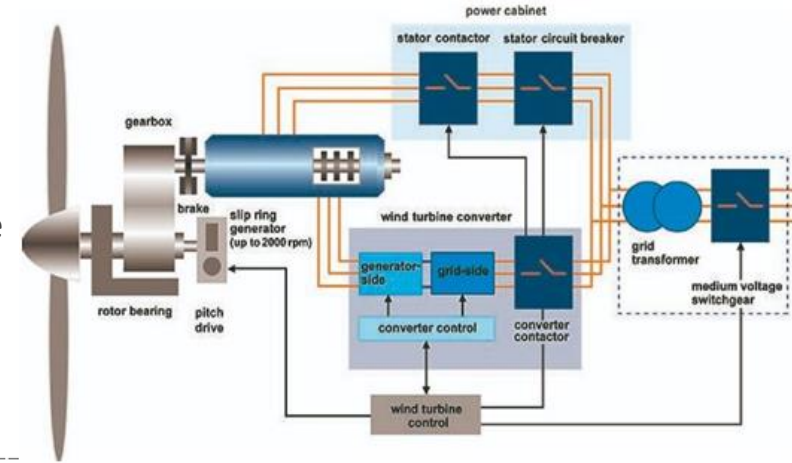 power cabinet
stator contactor
stator circuit breaker
gearbox
brake
slip ring
generator
(up to 2000 rpm)
wind turbine converter
generator-
side
grid-side
grid
transformer
medium voltage
switchgear
rotor bearing
pitch
drive
converter control
converter
contactor
wind turbine
control
e